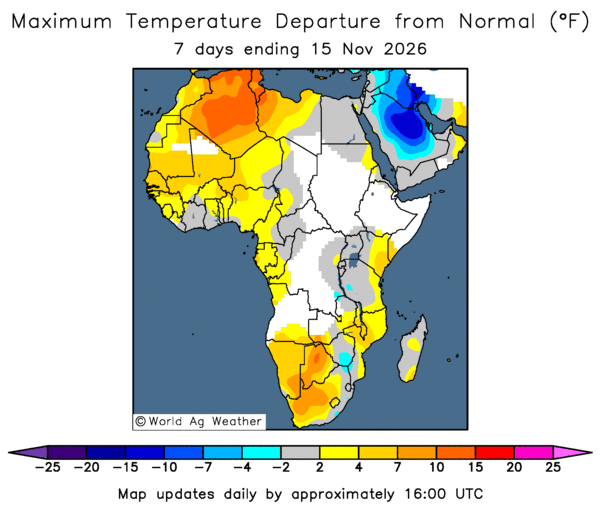 Maximum Temperature Departure from Normal (°F)
7 days ending 15 Nov 2026
© World Ag Weather
-25 -20 -15 -10 -7 -4 -2 2 4 7 10 15 20 25
Map updates daily by approximately 16:00 UTC